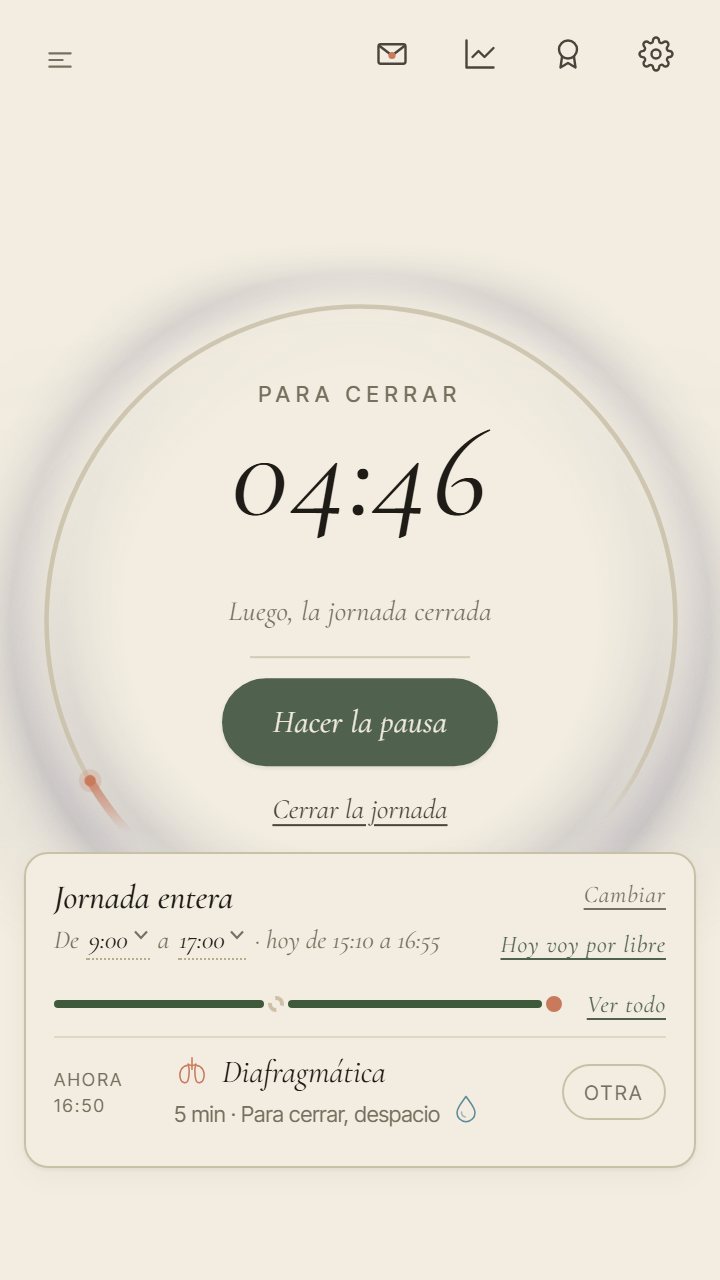 PARA CERRAR
04:46
Luego, la jornada cerrada
Hacer la pausa
Cerrar la jornada
Jornada entera
Cambiar
De 9:00 a 17:00 · hoy de 15:10 a 16:55
Hoy voy por libre
Ver todo
AHORA
16:50
Diafragmática
5 min · Para cerrar, despacio
OTRA